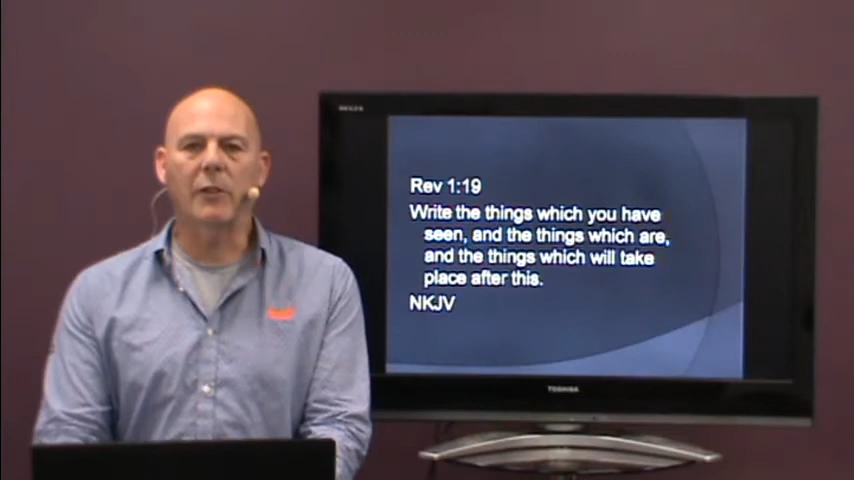 Rev 1:19
Write the things which you have
seen, and the things which are,
and the things which will take
place after this.
NKJV
TOSHIBA